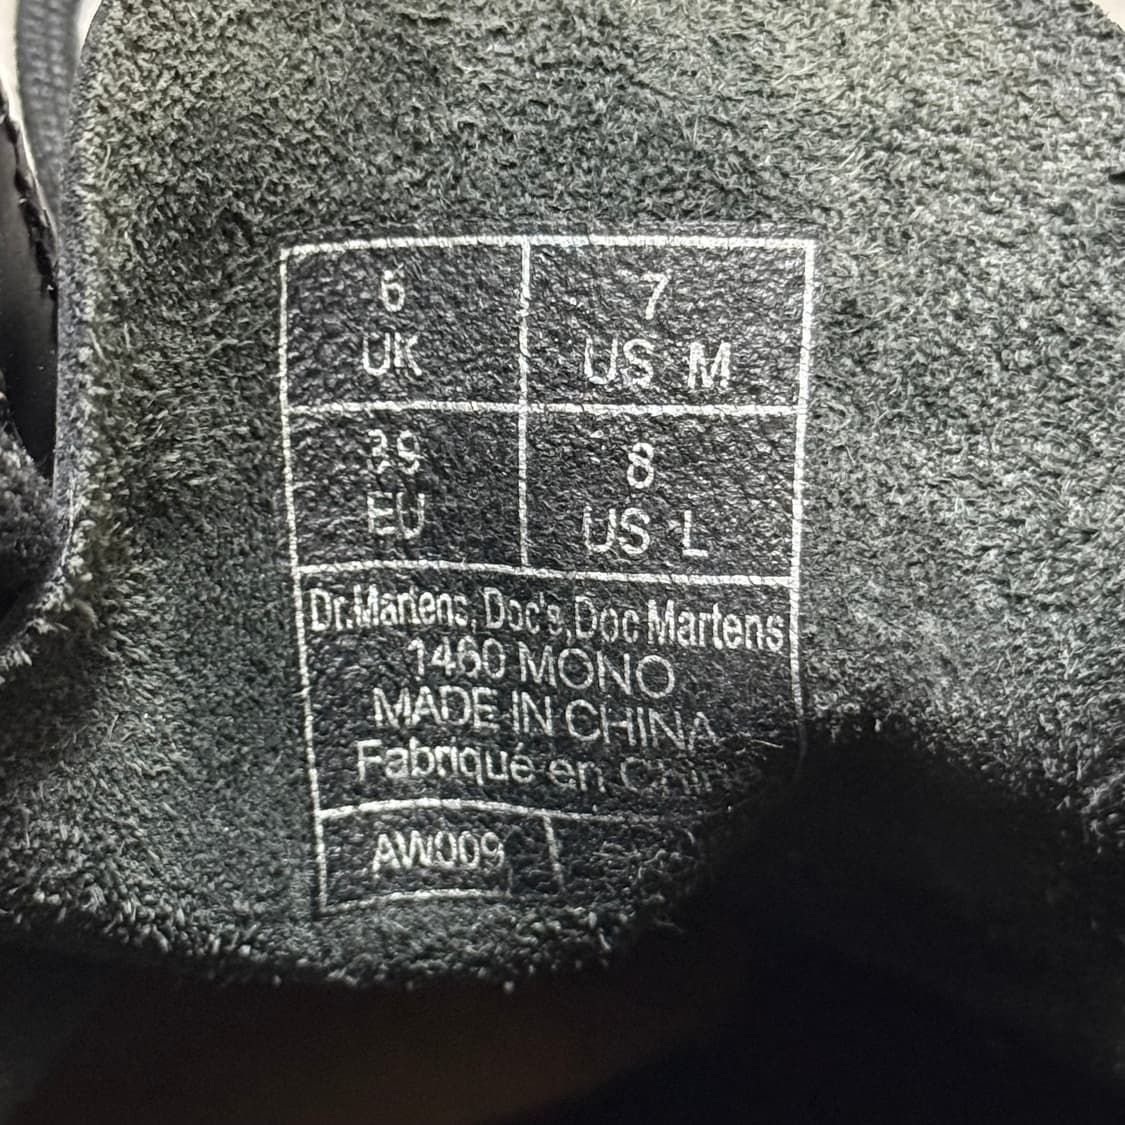 6 7
UK US M
39 8
EU US L
Dr.Martens, Doc's, Doc Martens
1460 MONO
MADE IN CHINA
Fabriqué en Chine
AW009